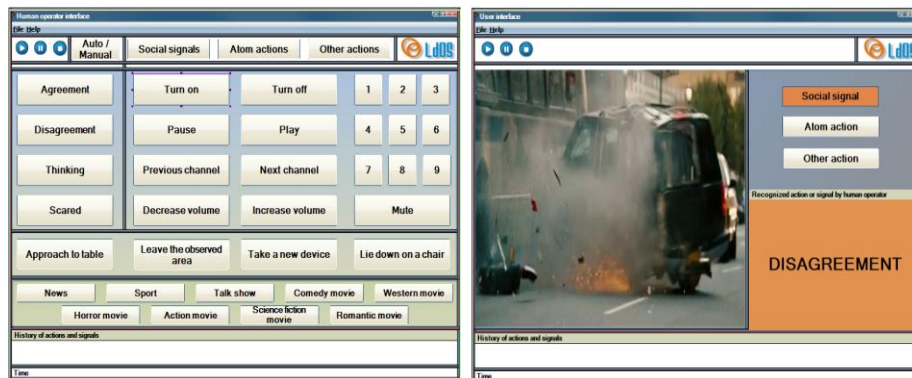 Human operator interface
File Help
Auto / Manual
Social signals
Atom actions
Other actions
LdOS
Agreement
Turn on
Turn off
1
2
3
Disagreement
Pause
Play
4
5
6
Thinking
Previous channel
Next channel
7
8
9
Scared
Decrease volume
Increase volume
Mute
Approach to table
Leave the observed
area
Take a new device
Lie down on a chair
News
Sport
Talk show
Comedy movie
Western movie
Horror movie
Action movie
Science fiction
movie
Romantic movie
History of actions and signals
Time
User interface
File Help
LdOS
Social signal
Atom action
Other action
Recognized action or signal by human operator
DISAGREEMENT
History of actions and signals
Time